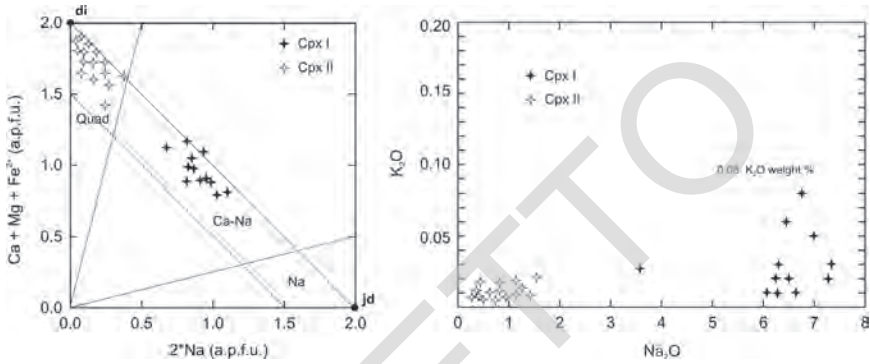 di
2.0
1.5
1.0
0.5
0.0
Ca + Mg + Fe²⁺ (a.p.f.u.)
Cpx I
Cpx II
Quad
Ca–Na
Na
jd
0.0 0.5 1.0 1.5 2.0
2*Na (a.p.f.u.)
0.20
0.15
0.10
0.05
0.00
K₂O
Cpx I
Cpx II
0.08 K₂O weight %
0 1 2 3 4 5 6 7 8
Na₂O
ETTO